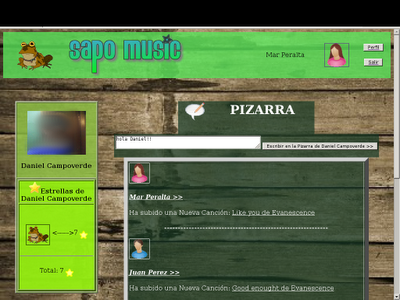 sapo music
Mar Peralta
Perfil
Salir
PIZARRA
hola Daniel!!
Escribir en la Pizarra de Daniel Campoverde >>
Daniel Campoverde
Estrellas de
Daniel Campoverde
<---->7
Total: 7
Mar Peralta >>
Ha subido una Nueva Canción: Like you de Evanescence
Juan Perez >>
Ha subido una Nueva Canción: Good enought de Evanescence